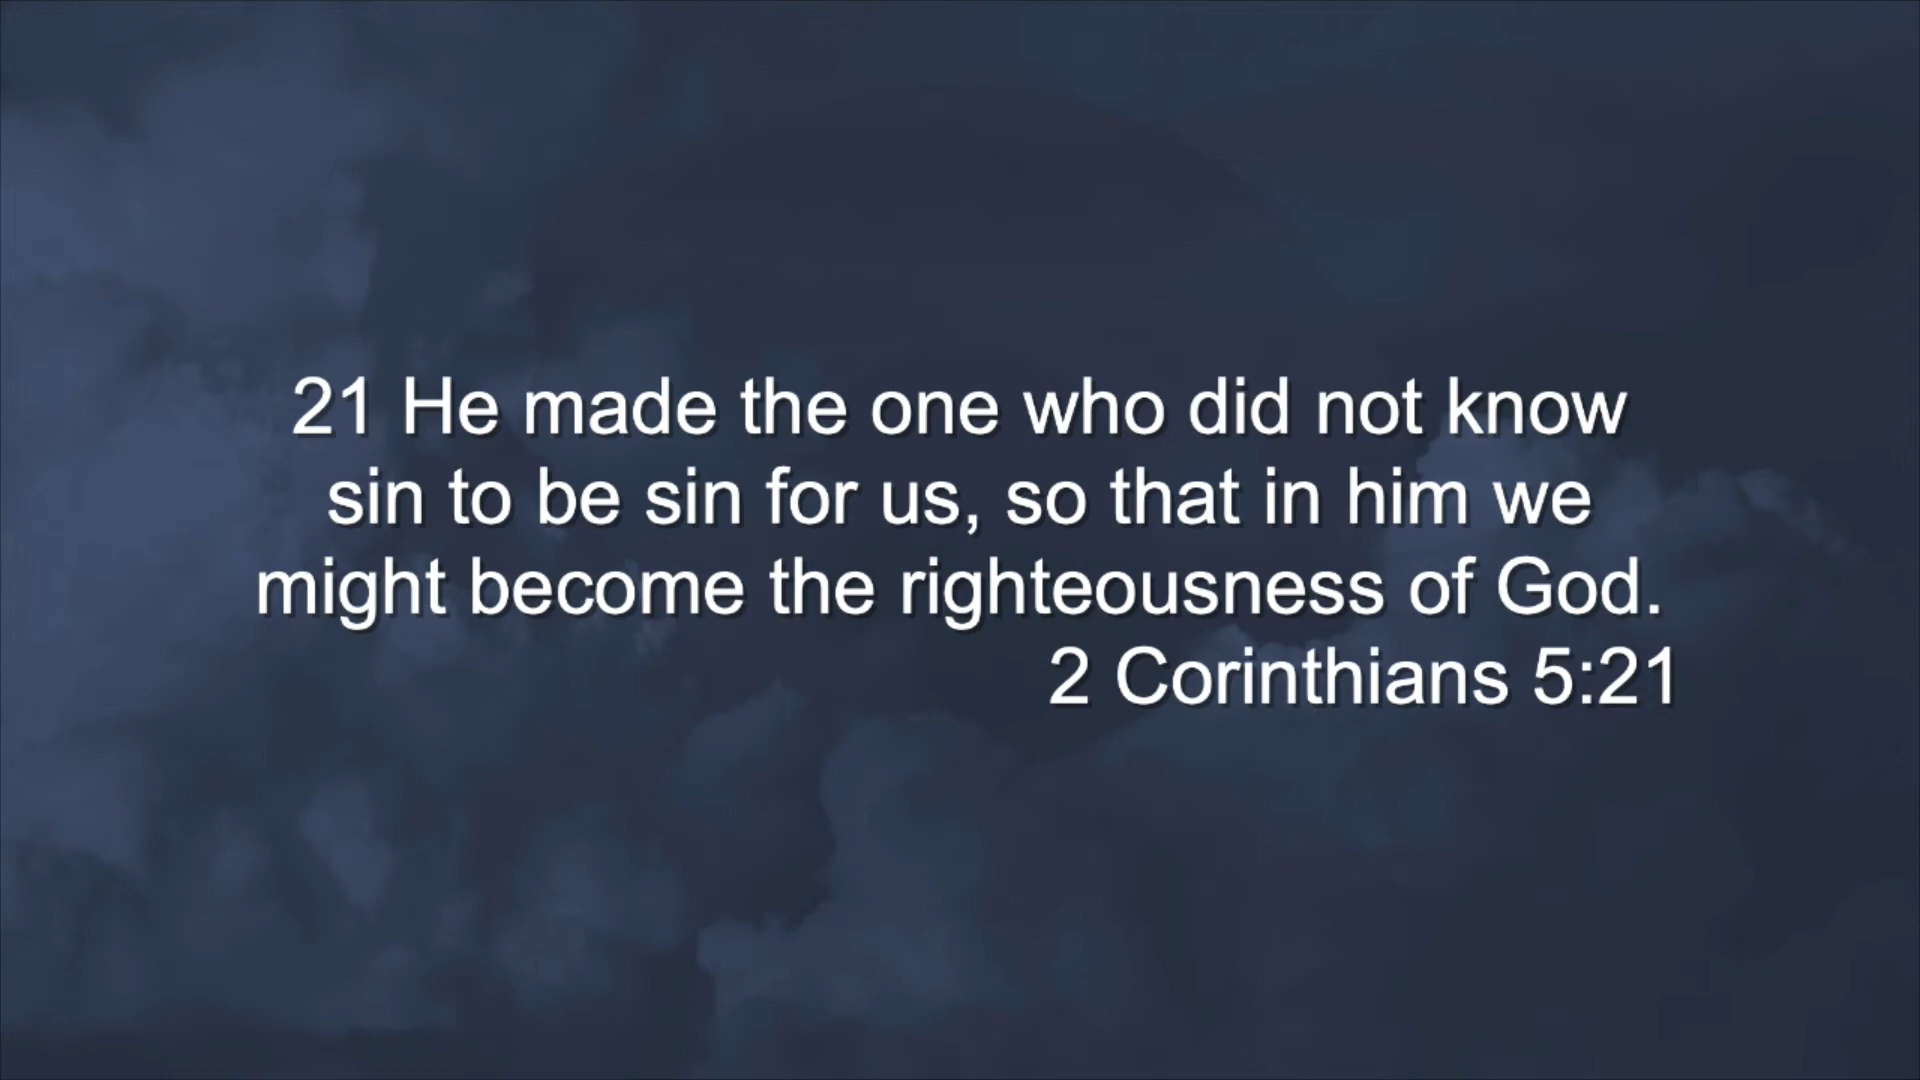 21 He made the one who did not know
sin to be sin for us, so that in him we
might become the righteousness of God.
2 Corinthians 5:21